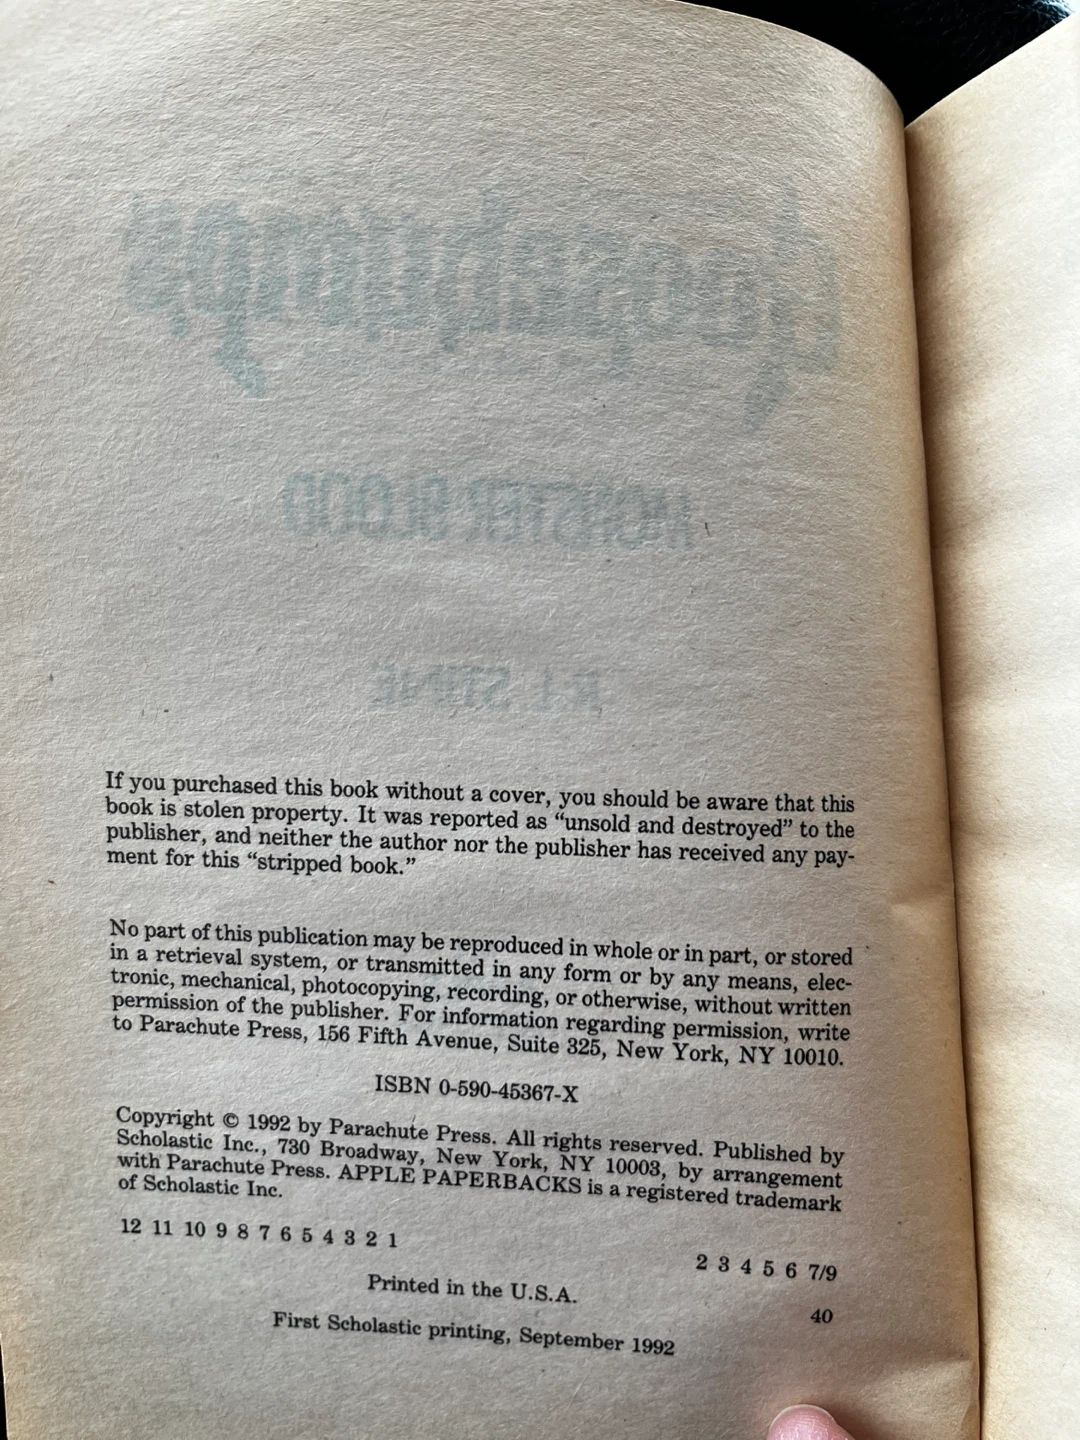 Goosebumps
MONSTER BLOOD
R.L. STINE
If you purchased this book without a cover, you should be aware that this
book is stolen property. It was reported as “unsold and destroyed” to the
publisher, and neither the author nor the publisher has received any pay-
ment for this “stripped book.”
No part of this publication may be reproduced in whole or in part, or stored
in a retrieval system, or transmitted in any form or by any means, elec-
tronic, mechanical, photocopying, recording, or otherwise, without written
permission of the publisher. For information regarding permission, write
to Parachute Press, 156 Fifth Avenue, Suite 325, New York, NY 10010.
ISBN 0-590-45367-X
Copyright © 1992 by Parachute Press. All rights reserved. Published by
Scholastic Inc., 730 Broadway, New York, NY 10003, by arrangement
with Parachute Press. APPLE PAPERBACKS is a registered trademark
of Scholastic Inc.
12 11 10 9 8 7 6 5 4 3 2 1
2 3 4 5 6 7/9
Printed in the U.S.A.
40
First Scholastic printing, September 1992